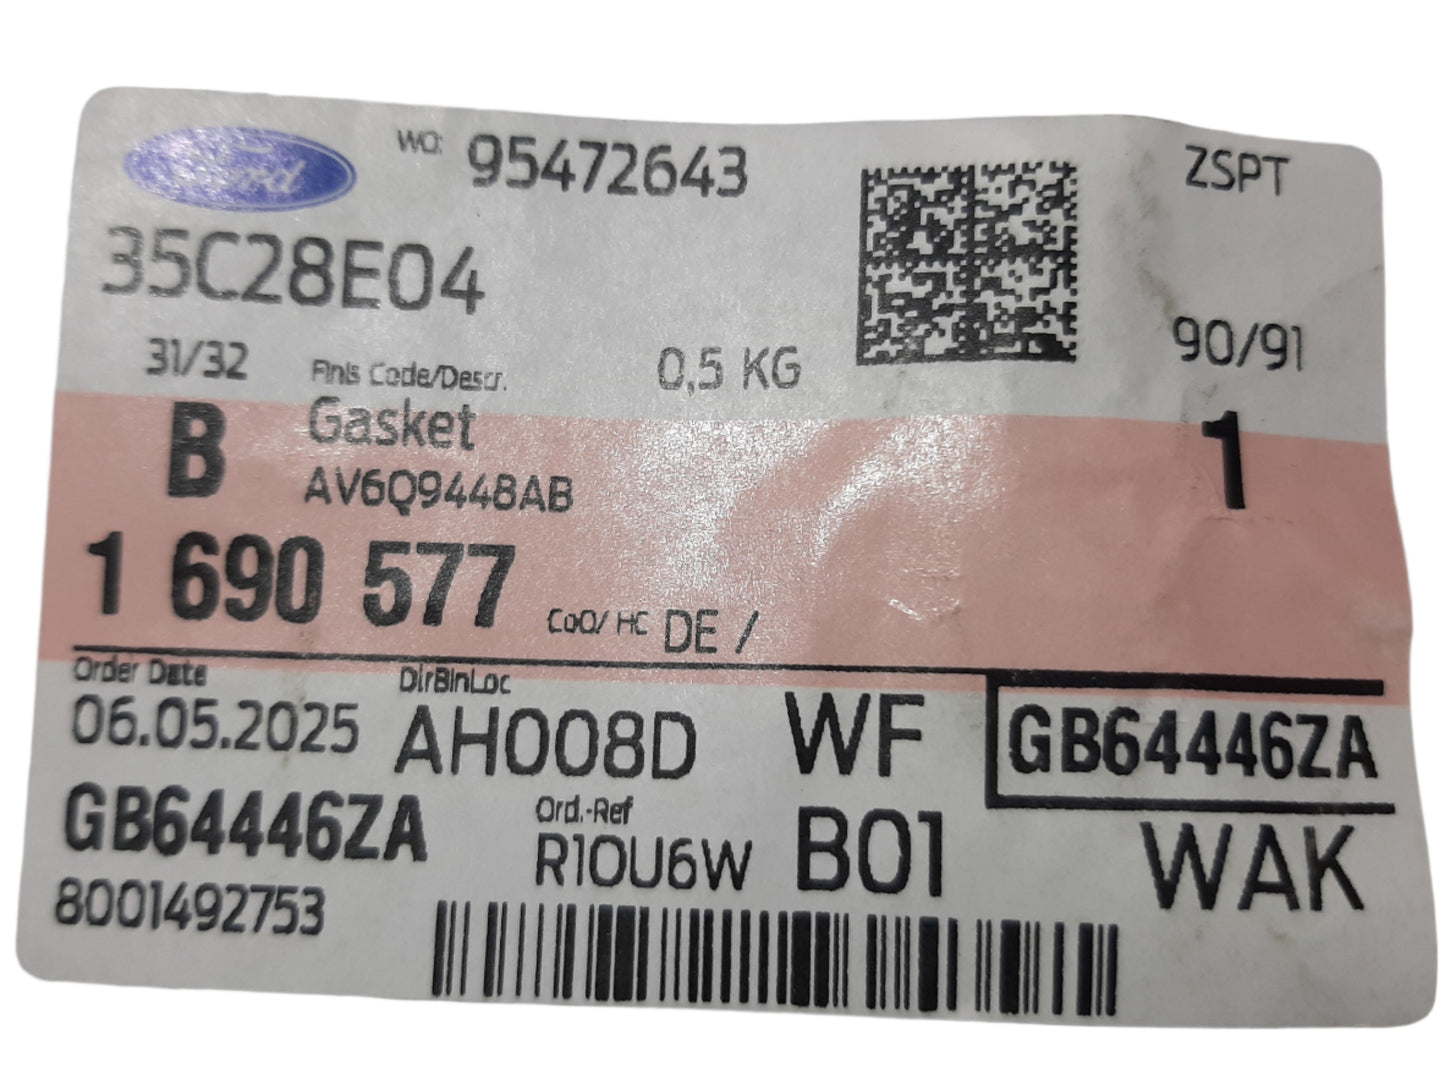 Ford
WO: 95472643
ZSPT
35C28E04
31/32
Finis Code/Descr.
0,5 KG
90/91
B
Gasket
1
AV6Q9448AB
1 690 577
CoO/ HC DE /
Order Date
DirBinLoc
06.05.2025
AH008D
WF
GB64446ZA
GB64446ZA
Ord.-Ref
R10U6W
B01
WAK
8001492753